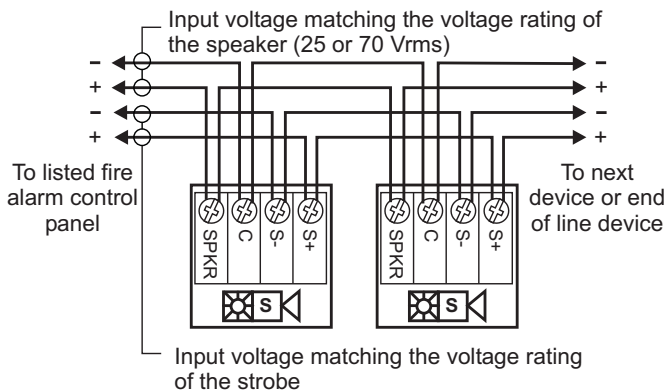 Input voltage matching the voltage rating of
the speaker (25 or 70 Vrms)
- -
+ +
- -
+ +
To listed fire
alarm control
panel
To next
device or end
of line device
SPKR C S- S+
SPKR C S- S+
S
S
Input voltage matching the voltage rating
of the strobe